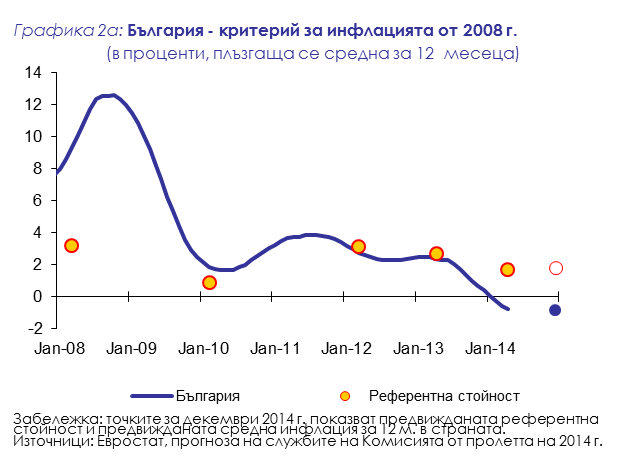 Графика 2а: България - критерий за инфлацията от 2008 г.
(в проценти, плъзгаща се средна за 12 месеца)
14
12
10
8
6
4
2
0
-2
Jan-08 Jan-09 Jan-10 Jan-11 Jan-12 Jan-13 Jan-14
България Референтна стойност
Забележка: точките за декември 2014 г. показват предвижданата референтна
стойност и предвижданата средна инфлация за 12 м. в страната.
Източници: Евростат, прогноза на службите на Комисията от пролетта на 2014 г.